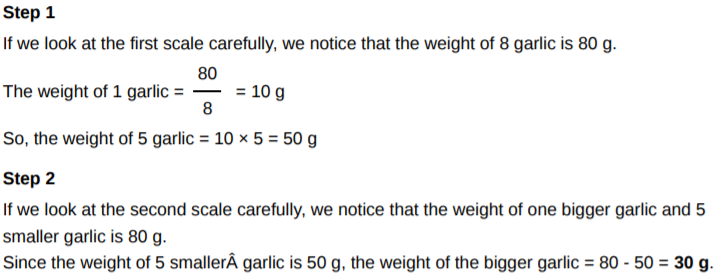 Step 1
If we look at the first scale carefully, we notice that the weight of 8 garlic is 80 g.
The weight of 1 garlic = 80/8 = 10 g
So, the weight of 5 garlic = 10 × 5 = 50 g
Step 2
If we look at the second scale carefully, we notice that the weight of one bigger garlic and 5
smaller garlic is 80 g.
Since the weight of 5 smallerÂ garlic is 50 g, the weight of the bigger garlic = 80 - 50 = 30 g.